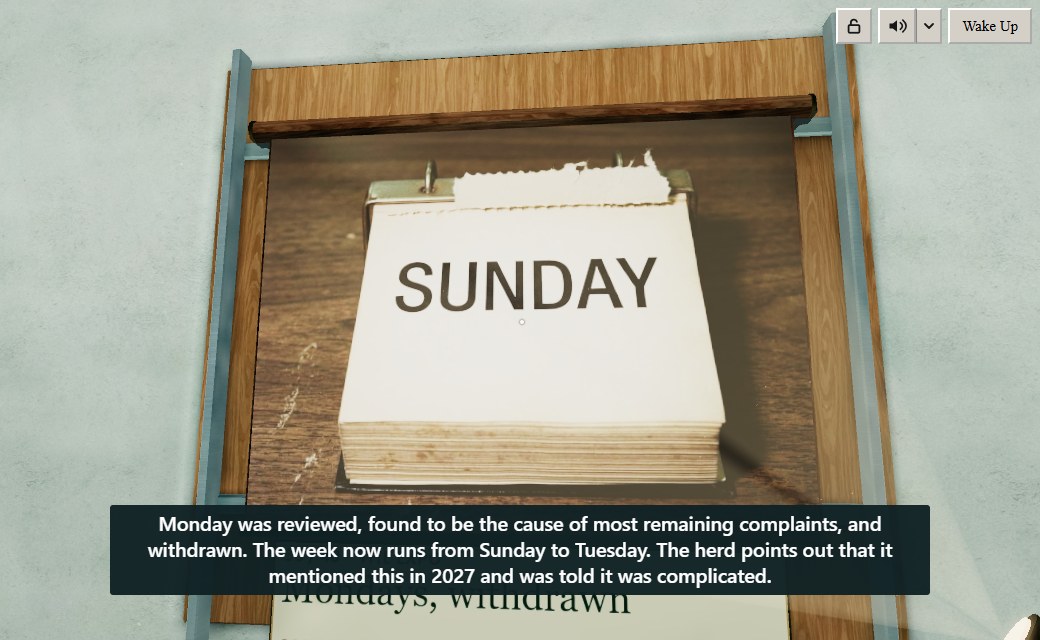 Wake Up
SUNDAY
Monday was reviewed, found to be the cause of most remaining complaints, and
withdrawn. The week now runs from Sunday to Tuesday. The herd points out that it
mentioned this in 2027 and was told it was complicated.
Mondays, withdrawn